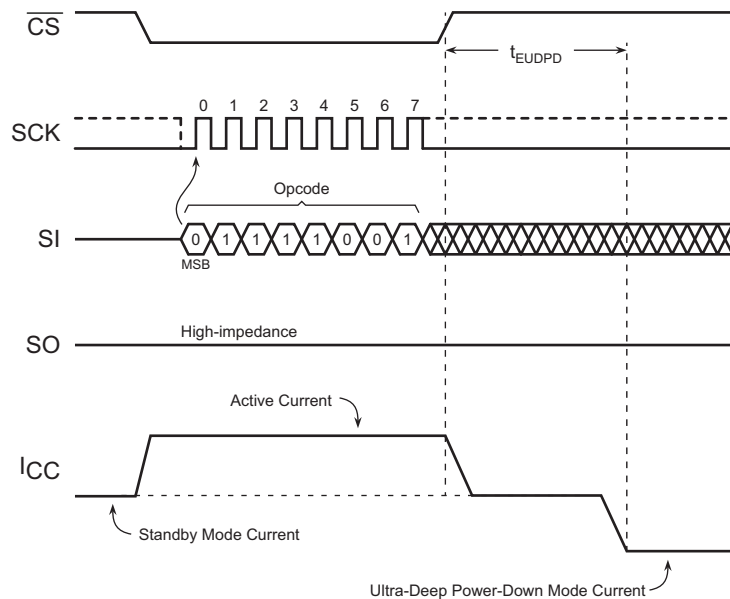 CS
tEUDPD
0 1 2 3 4 5 6 7
SCK
Opcode
SI
0 1 1 1 1 0 0 1
MSB
High-impedance
SO
Active Current
ICC
Standby Mode Current
Ultra-Deep Power-Down Mode Current